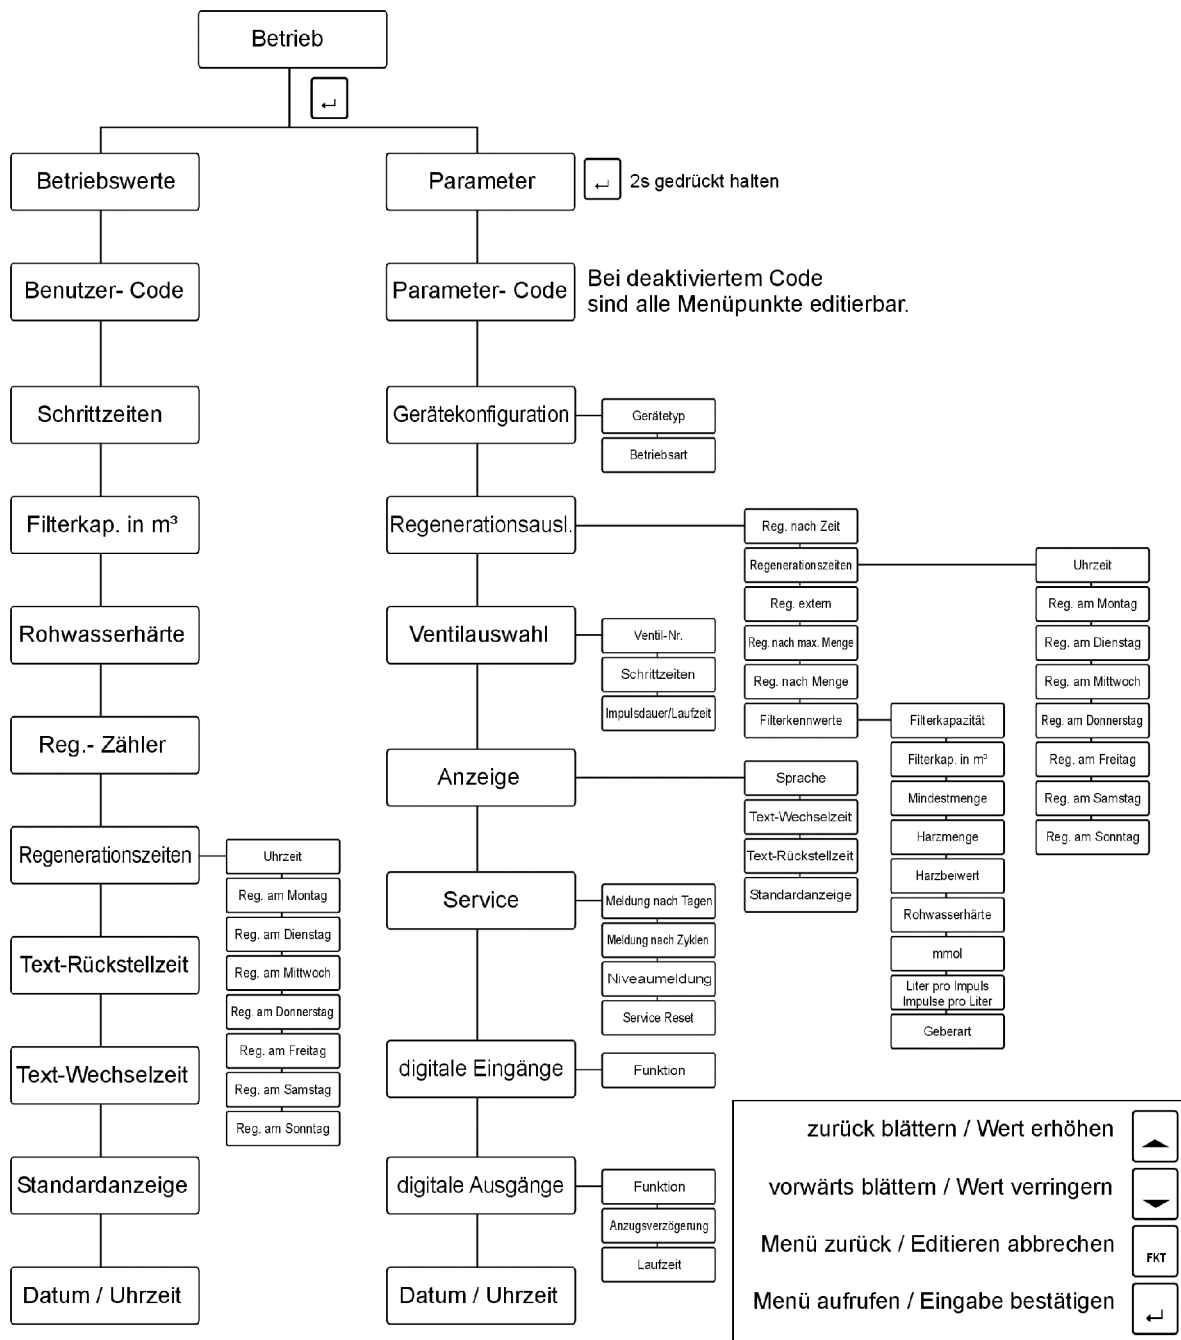 Betrieb
↵
Betriebswerte
Benutzer- Code
Schrittzeiten
Filterkap. in m³
Rohwasserhärte
Reg.- Zähler
Regenerationszeiten
Uhrzeit
Reg. am Montag
Reg. am Dienstag
Reg. am Mittwoch
Reg. am Donnerstag
Reg. am Freitag
Reg. am Samstag
Reg. am Sonntag
Text-Rückstellzeit
Text-Wechselzeit
Standardanzeige
Datum / Uhrzeit
Parameter
↵ 2s gedrückt halten
Parameter- Code
Bei deaktiviertem Code
sind alle Menüpunkte editierbar.
Gerätekonfiguration
Gerätetyp
Betriebsart
Regenerationsausl.
Reg. nach Zeit
Regenerationszeiten
Uhrzeit
Reg. am Montag
Reg. am Dienstag
Reg. am Mittwoch
Reg. am Donnerstag
Reg. am Freitag
Reg. am Samstag
Reg. am Sonntag
Reg. extern
Reg. nach max. Menge
Reg. nach Menge
Filterkennwerte
Filterkapazität
Filterkap. in m³
Mindestmenge
Harzmenge
Harzbeiwert
Rohwasserhärte
mmol
Liter pro Impuls
Impulse pro Liter
Geberart
Ventilauswahl
Ventil-Nr.
Schrittzeiten
Impulsdauer/Laufzeit
Anzeige
Sprache
Text-Wechselzeit
Text-Rückstellzeit
Standardanzeige
Service
Meldung nach Tagen
Meldung nach Zyklen
Niveaumeldung
Service Reset
digitale Eingänge
Funktion
digitale Ausgänge
Funktion
Anzugsverzögerung
Laufzeit
Datum / Uhrzeit
zurück blättern / Wert erhöhen
vorwärts blättern / Wert verringern
Menü zurück / Editieren abbrechen FKT
Menü aufrufen / Eingabe bestätigen ↵